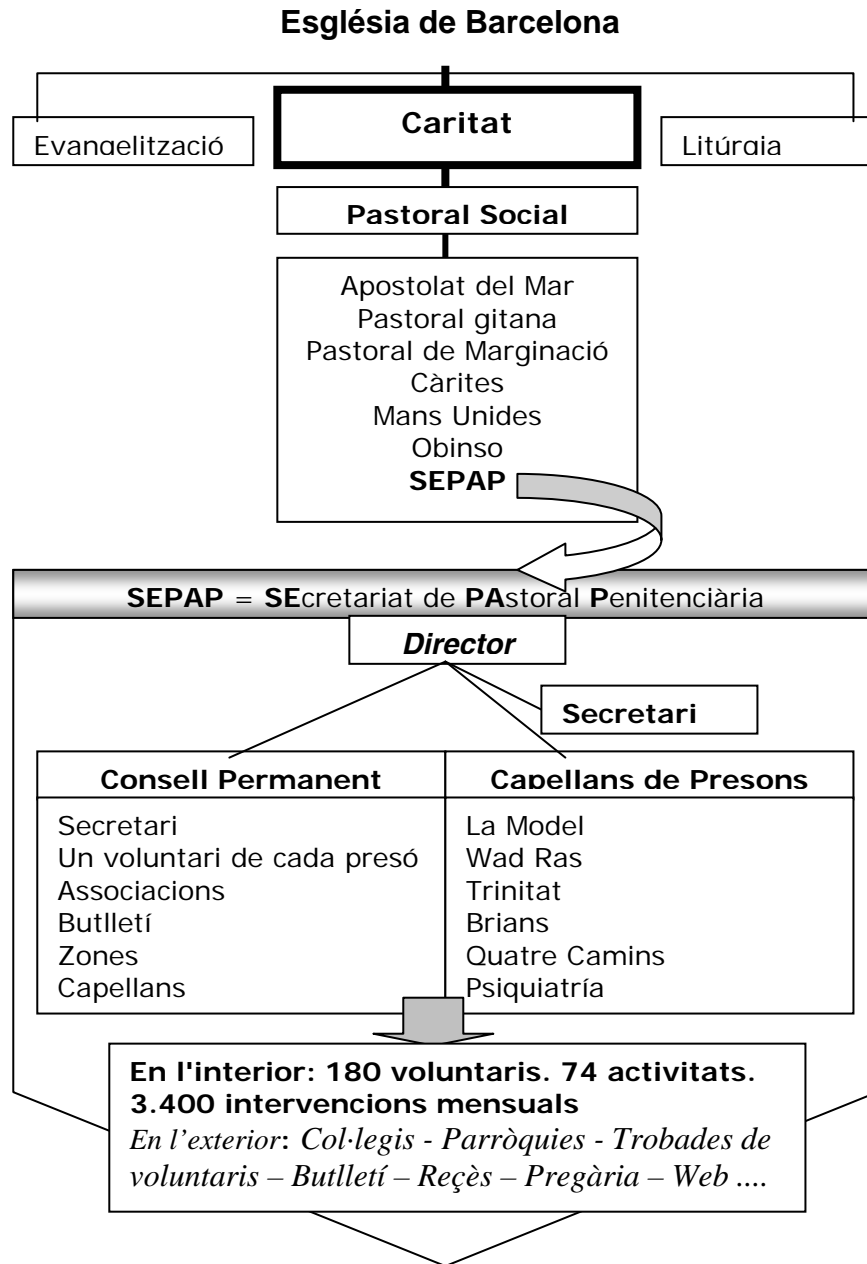 Església de Barcelona
Caritat
Evangelització
Litúrgia
Pastoral Social
Apostolat del Mar
Pastoral gitana
Pastoral de Marginació
Càrites
Mans Unides
Obinso
SEPAP
SEPAP = SEcretariat de PAstoral Penitenciària
Director
Secretari
Consell Permanent
Secretari
Un voluntari de cada presó
Associacions
Butlletí
Zones
Capellans
Capellans de Presons
La Model
Wad Ras
Trinitat
Brians
Quatre Camins
Psiquiatría
En l'interior: 180 voluntaris. 74 activitats.
3.400 intervencions mensuals
En l’exterior: Col·legis - Parròquies - Trobades de
voluntaris – Butlletí – Reçès – Pregària – Web ....